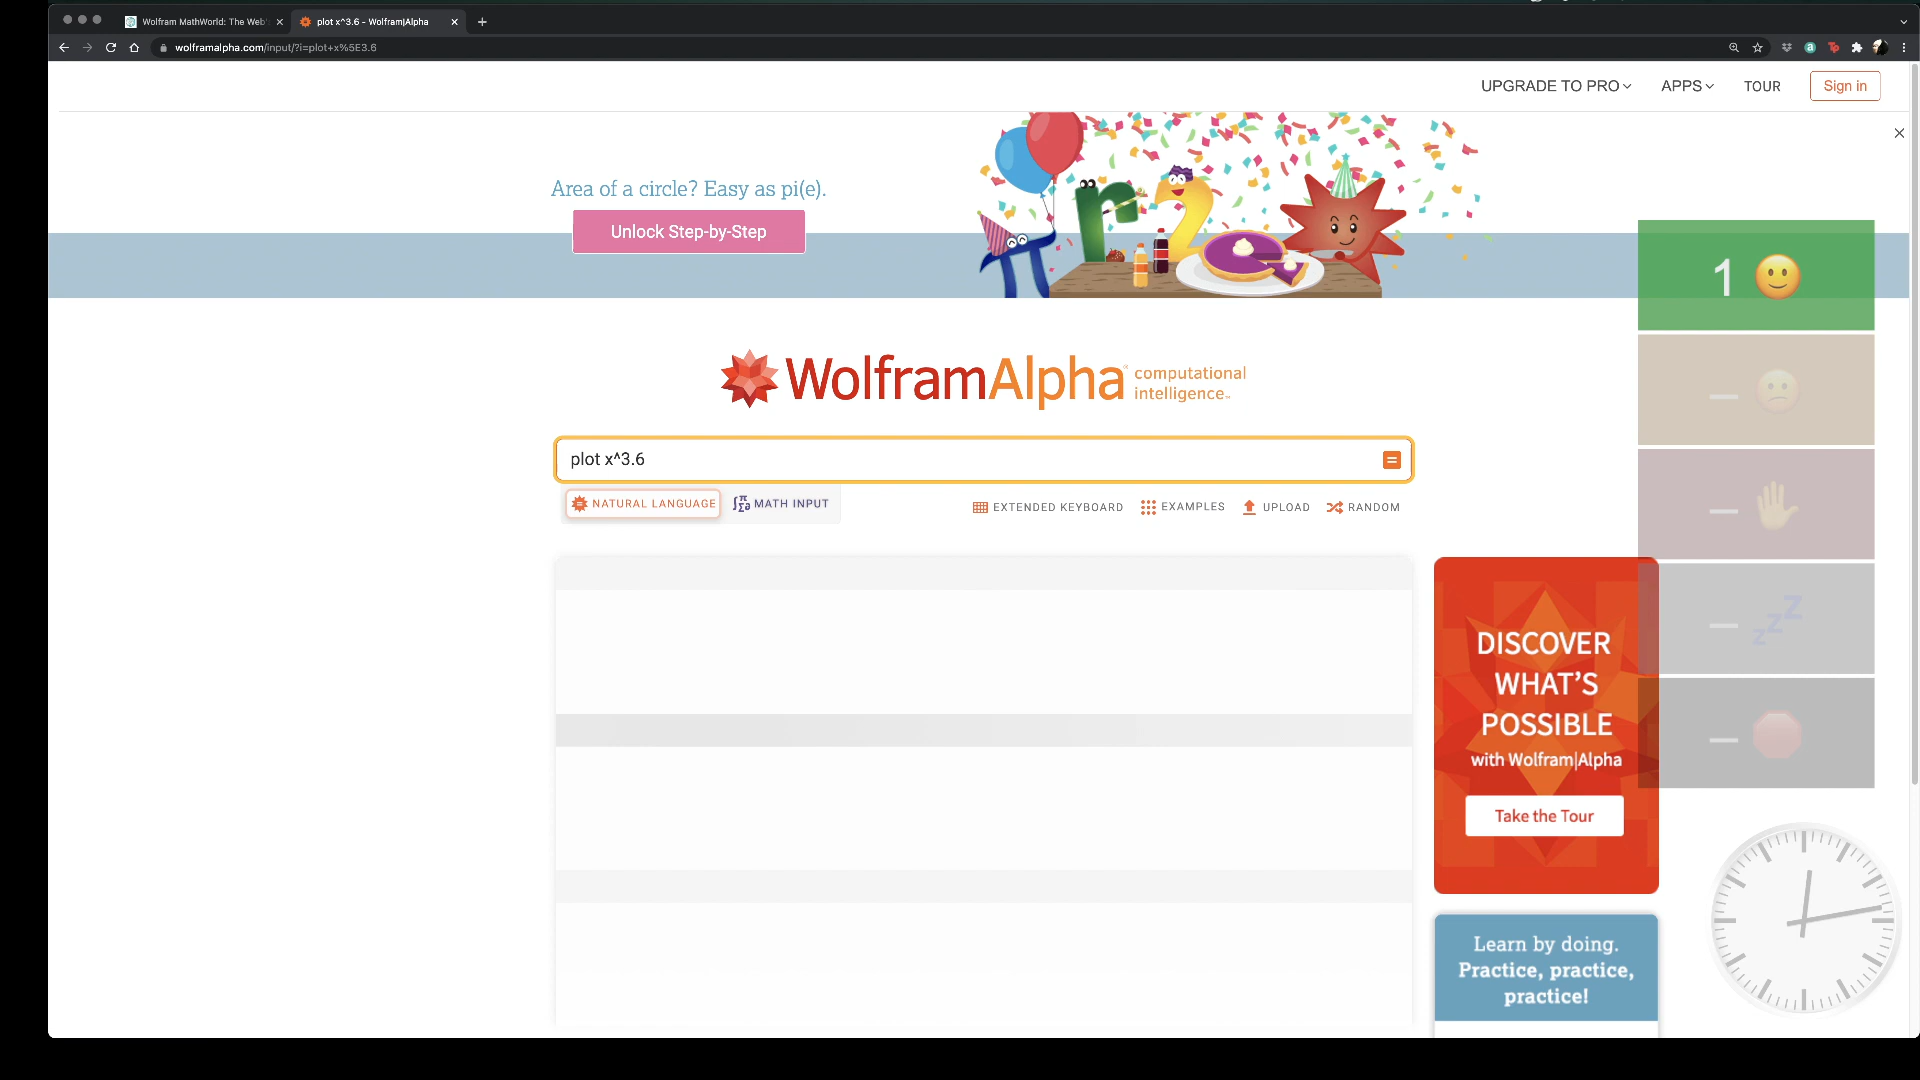 Wolfram MathWorld: The Web's
plot x^3.6 - Wolfram|Alpha
wolframalpha.com/input/?i=plot+x%5E3.6
UPGRADE TO PRO
APPS
TOUR
Sign in
Area of a circle? Easy as pi(e).
Unlock Step-by-Step
π r 2
1
WolframAlpha computational intelligence™
plot x^3.6
=
NATURAL LANGUAGE
MATH INPUT
EXTENDED KEYBOARD
EXAMPLES
UPLOAD
RANDOM
DISCOVER
WHAT'S
POSSIBLE
with Wolfram|Alpha
Take the Tour
Learn by doing.
Practice, practice,
practice!